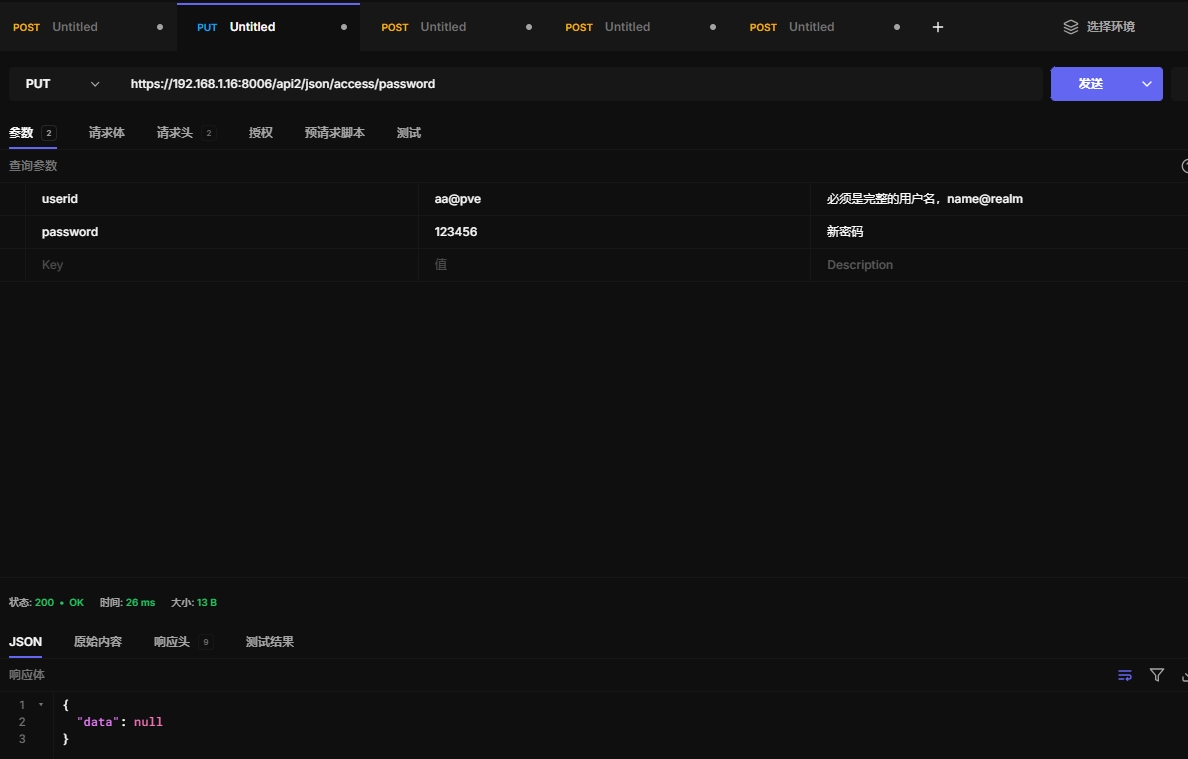 POST Untitled PUT Untitled POST Untitled POST Untitled POST Untitled + 选择环境
PUT https://192.168.1.16:8006/api2/json/access/password 发送
参数 2 请求体 请求头 2 授权 预请求脚本 测试
查询参数
userid aa@pve 必须是完整的用户名，name@realm
password 123456 新密码
Key 值 Description
状态: 200 • OK 时间: 26 ms 大小: 13 B
JSON 原始内容 响应头 9 测试结果
响应体
1 {
2 "data": null
3 }